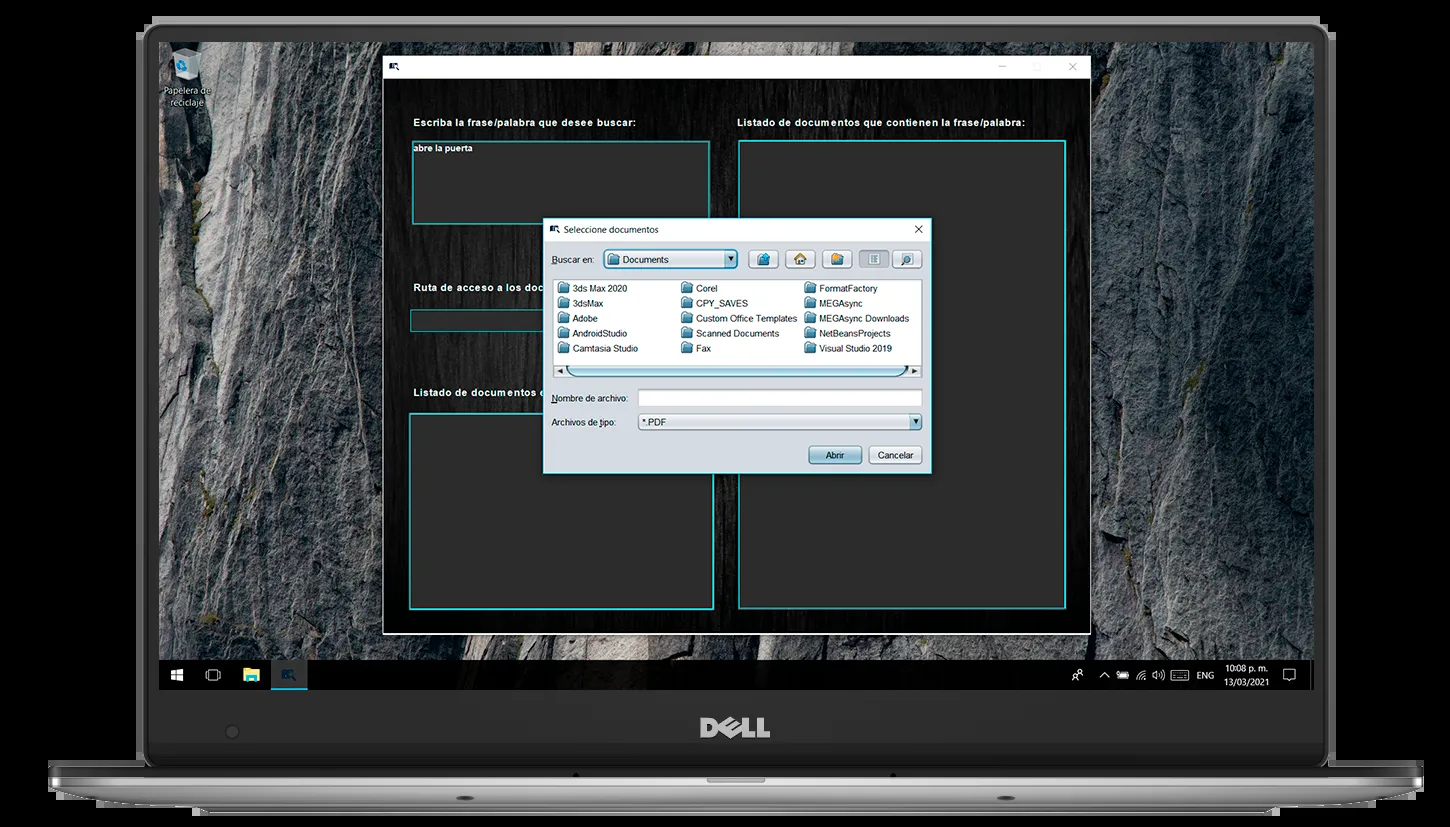 Papelera de
reciclaje
Escriba la frase/palabra que desee buscar:
abre la puerta
Listado de documentos que contienen la frase/palabra:
Ruta de acceso a los doc
Listado de documentos e
Seleccione documentos
Buscar en:
Documents
3ds Max 2020
3dsMax
Adobe
AndroidStudio
Camtasia Studio
Corel
CPY_SAVES
Custom Office Templates
Scanned Documents
Fax
FormatFactory
MEGAsync
MEGAsync Downloads
NetBeansProjects
Visual Studio 2019
Nombre de archivo:
Archivos de tipo:
*.PDF
Abrir
Cancelar
ENG
10:08 p. m.
13/03/2021
DELL